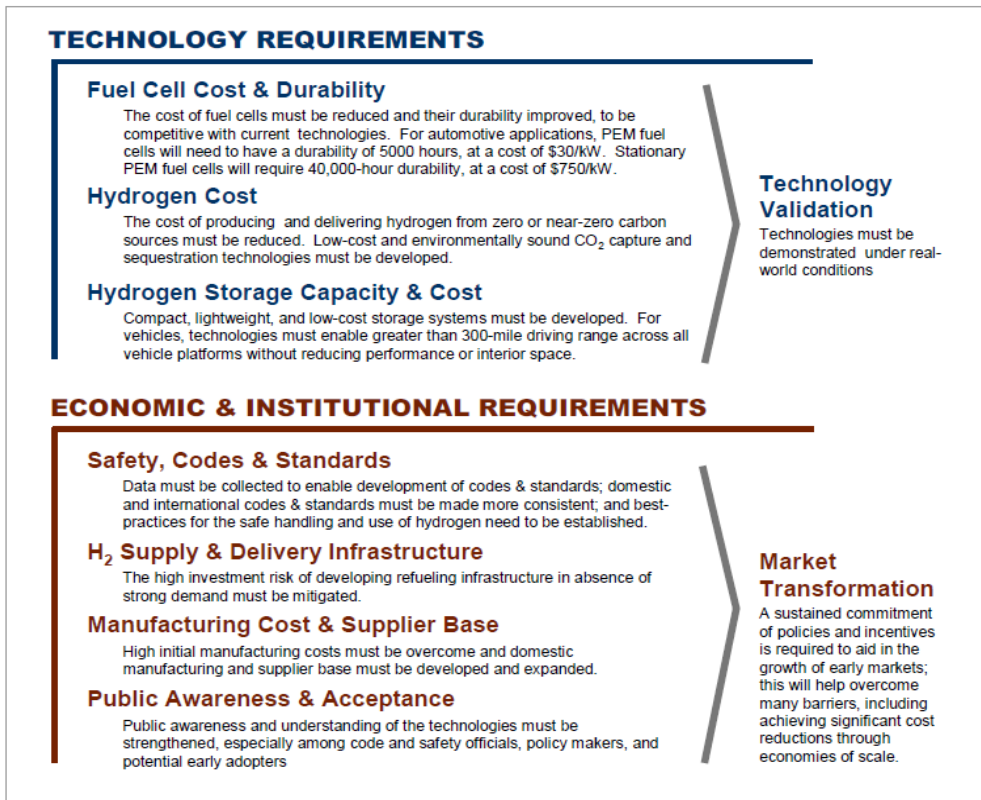 TECHNOLOGY REQUIREMENTS
Fuel Cell Cost & Durability
The cost of fuel cells must be reduced and their durability improved, to be
competitive with current technologies. For automotive applications, PEM fuel
cells will need to have a durability of 5000 hours, at a cost of $30/kW. Stationary
PEM fuel cells will require 40,000-hour durability, at a cost of $750/kW.
Hydrogen Cost
The cost of producing and delivering hydrogen from zero or near-zero carbon
sources must be reduced. Low-cost and environmentally sound CO₂ capture and
sequestration technologies must be developed.
Hydrogen Storage Capacity & Cost
Compact, lightweight, and low-cost storage systems must be developed. For
vehicles, technologies must enable greater than 300-mile driving range across all
vehicle platforms without reducing performance or interior space.
Technology
Validation
Technologies must be
demonstrated under real-
world conditions
ECONOMIC & INSTITUTIONAL REQUIREMENTS
Safety, Codes & Standards
Data must be collected to enable development of codes & standards; domestic
and international codes & standards must be made more consistent; and best-
practices for the safe handling and use of hydrogen need to be established.
H₂ Supply & Delivery Infrastructure
The high investment risk of developing refueling infrastructure in absence of
strong demand must be mitigated.
Manufacturing Cost & Supplier Base
High initial manufacturing costs must be overcome and domestic
manufacturing and supplier base must be developed and expanded.
Public Awareness & Acceptance
Public awareness and understanding of the technologies must be
strengthened, especially among code and safety officials, policy makers, and
potential early adopters
Market
Transformation
A sustained commitment
of policies and incentives
is required to aid in the
growth of early markets;
this will help overcome
many barriers, including
achieving significant cost
reductions through
economies of scale.